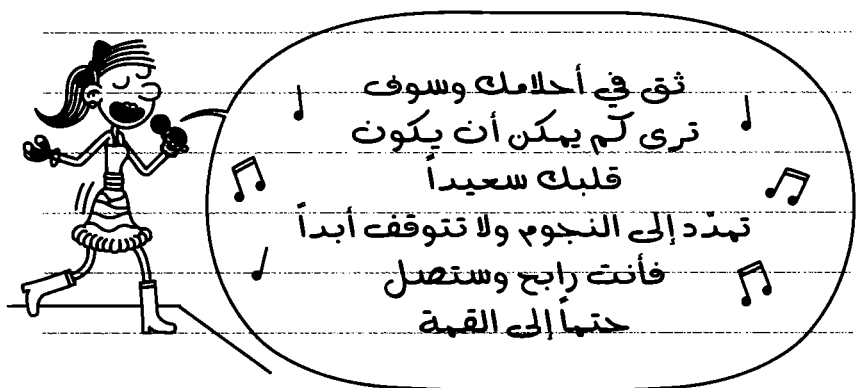 ثق في أحلامك وسوف
ترى كم يمكن أن يكون
قلبك سعيداً
تمدّد إلى النجوم ولا تتوقف أبداً
فأنت رابح وستصل
حتماً إلى القمة